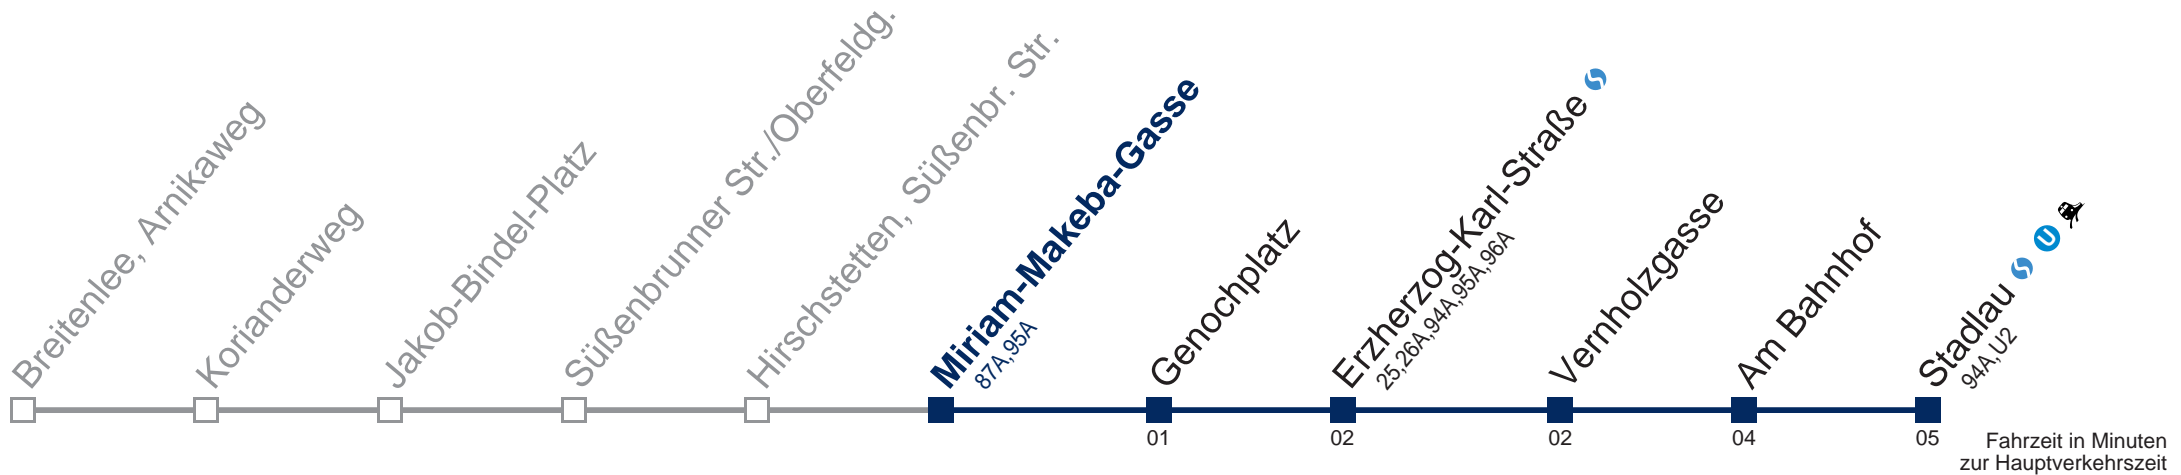 Breitenlee, Arnikaweg
Korianderweg
Jakob-Bindel-Platz
Süßenbrunner Str./Oberfeldg.
Hirschstetten, Süßenbr. Str.
Miriam-Makeba-Gasse
87A,95A
Genochplatz
01
Erzherzog-Karl-Straße S
25,26A,94A,95A,96A
02
Vernholzgasse
02
Am Bahnhof
04
Stadlau S U
94A,U2
05
Fahrzeit in Minuten
zur Hauptverkehrszeit